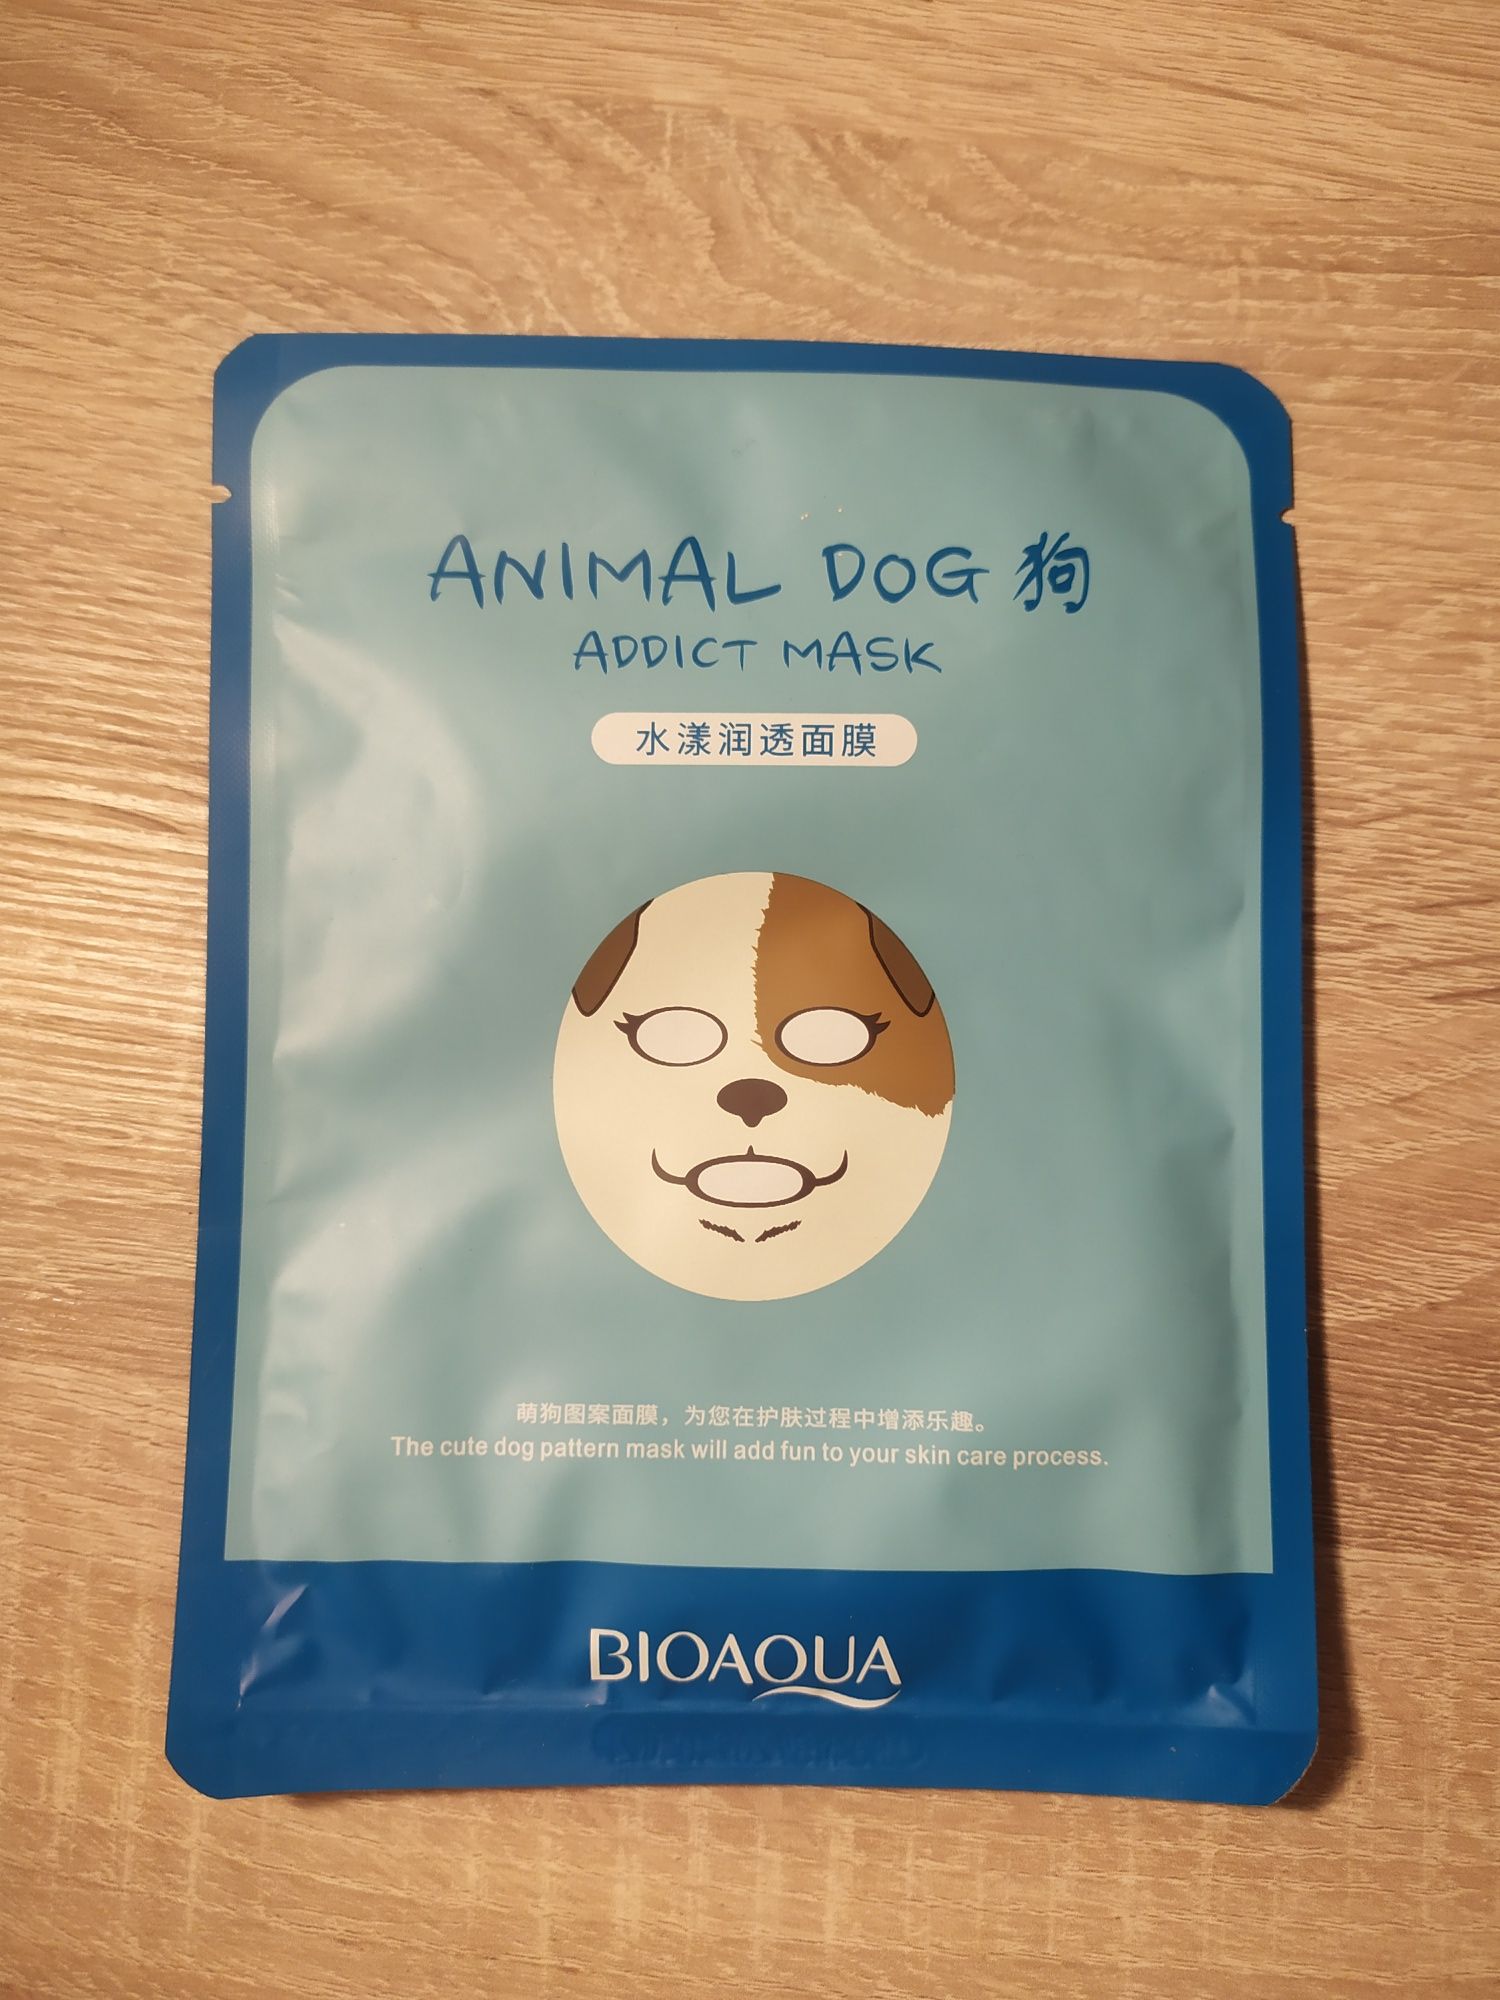 ANIMAL DOG 狗
ADDICT MASK
水漾润透面膜
萌狗图案面膜，为您在护肤过程中增添乐趣。
The cute dog pattern mask will add fun to your skin care process.
BIOAQUA